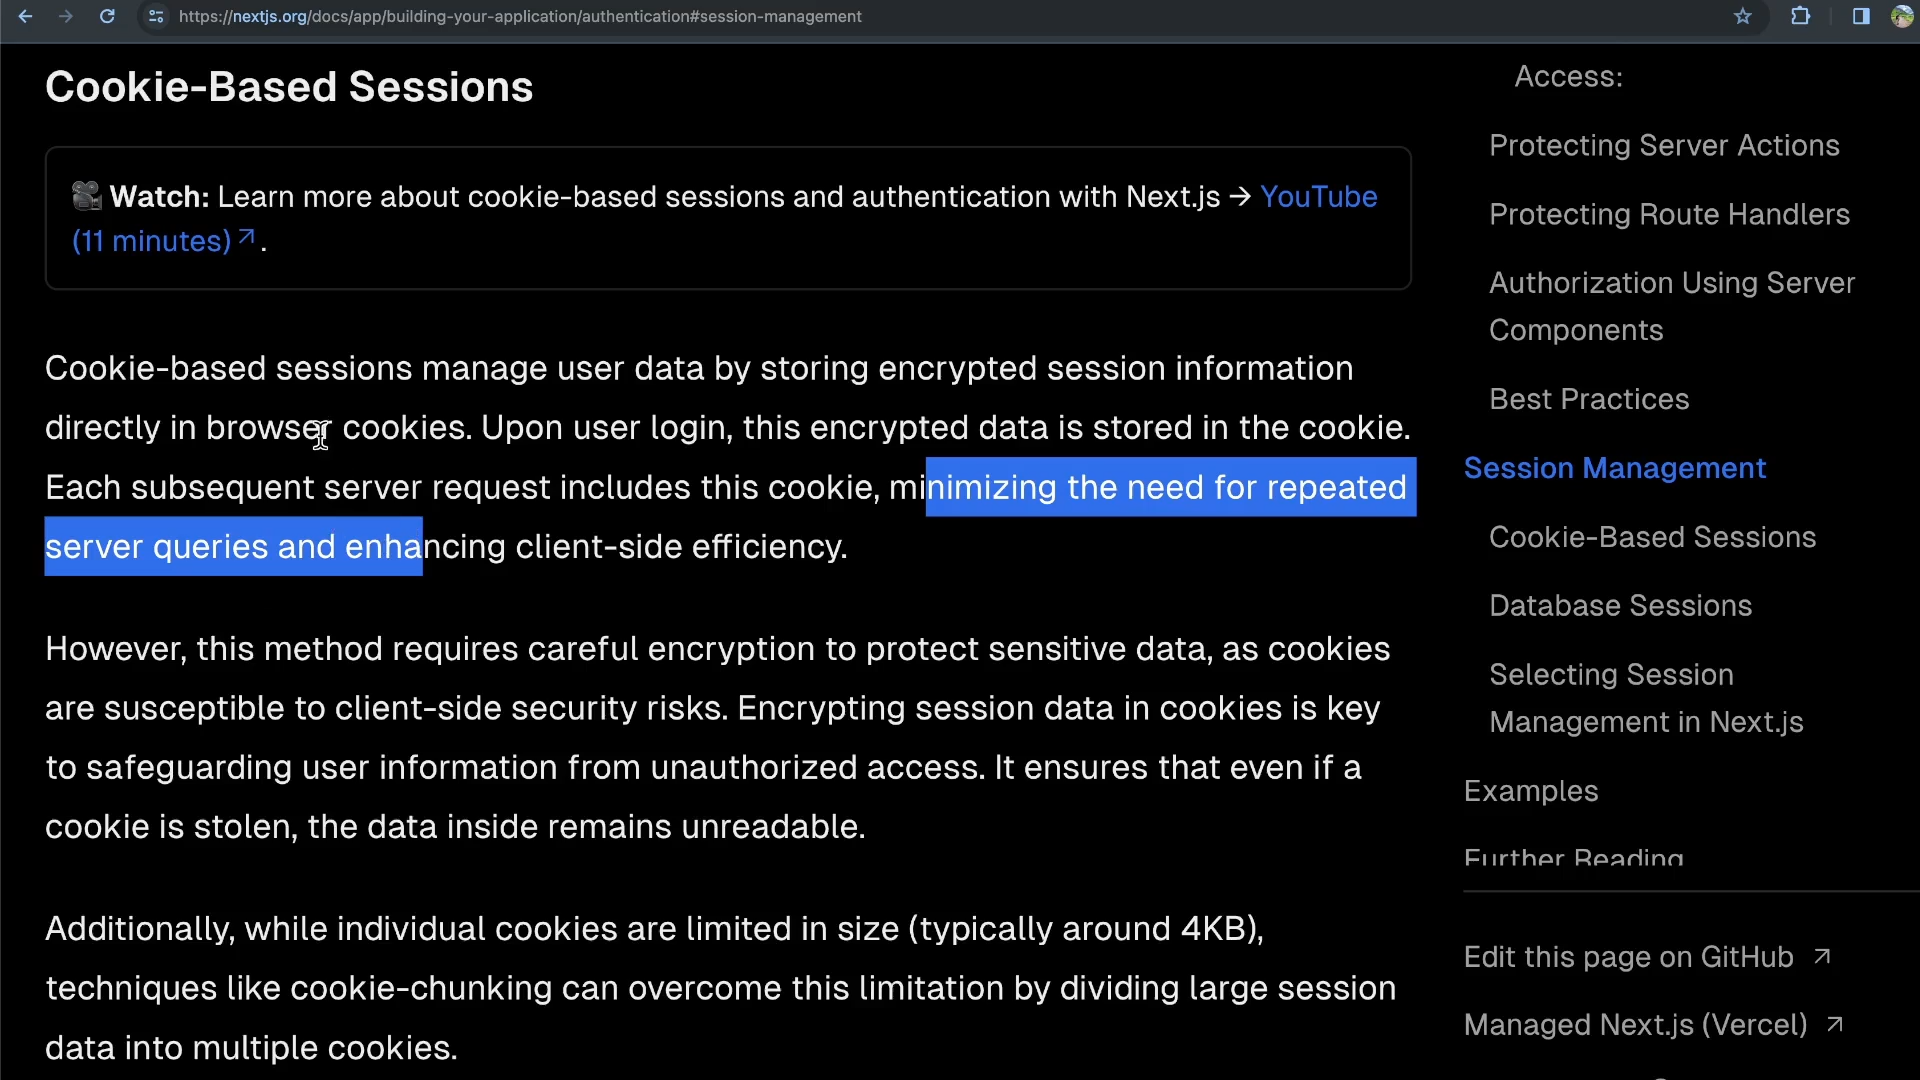 https://nextjs.org/docs/app/building-your-application/authentication#session-management
Cookie-Based Sessions
Watch: Learn more about cookie-based sessions and authentication with Next.js → YouTube
(11 minutes)↗.
Cookie-based sessions manage user data by storing encrypted session information
directly in browser cookies. Upon user login, this encrypted data is stored in the cookie.
Each subsequent server request includes this cookie, minimizing the need for repeated
server queries and enhancing client-side efficiency.
However, this method requires careful encryption to protect sensitive data, as cookies
are susceptible to client-side security risks. Encrypting session data in cookies is key
to safeguarding user information from unauthorized access. It ensures that even if a
cookie is stolen, the data inside remains unreadable.
Additionally, while individual cookies are limited in size (typically around 4KB),
techniques like cookie-chunking can overcome this limitation by dividing large session
data into multiple cookies.
Access:
Protecting Server Actions
Protecting Route Handlers
Authorization Using Server
Components
Best Practices
Session Management
Cookie-Based Sessions
Database Sessions
Selecting Session
Management in Next.js
Examples
Further Reading
Edit this page on GitHub ↗
Managed Next.js (Vercel) ↗